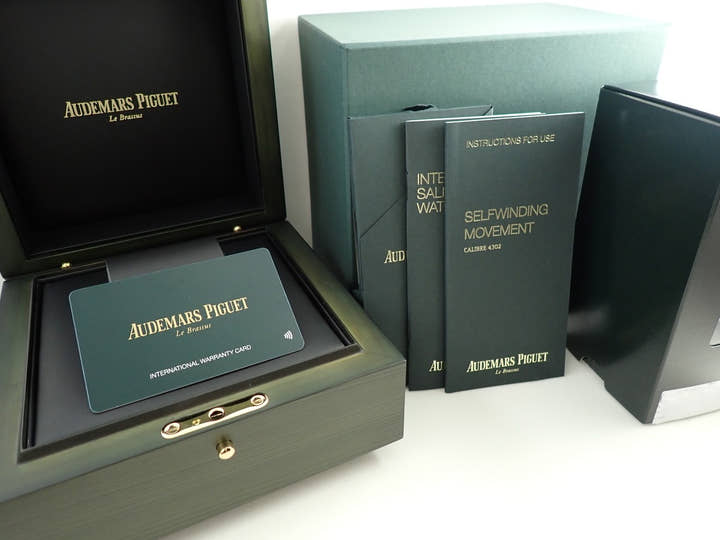 AUDEMARS PIGUET
Le Brassus
AUDEMARS PIGUET
Le Brassus
INTERNATIONAL WARRANTY CARD
AUD
INTE
SAL
WAT
AU
INSTRUCTIONS FOR USE
SELFWINDING
MOVEMENT
CALIBRE 4302
AUDEMARS PIGUET
Le Brassus